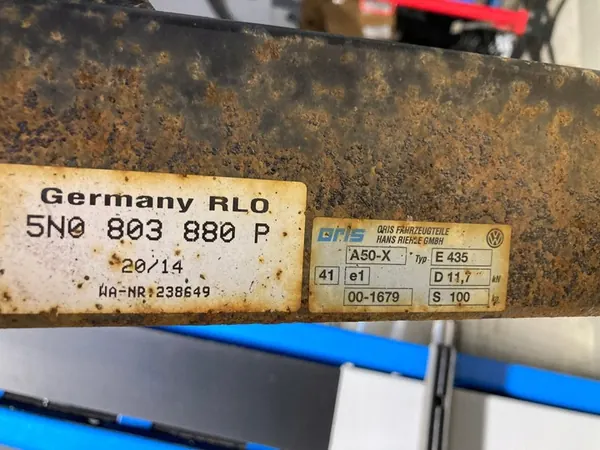 Germany RLO
5N0 803 880 P
20/14
WA-NR 238649
ORIS ORIS FAHRZEUGTEILE
HANS RIEHLE GMBH
A50-X Typ E 435
41 e1 D 11,7 kN
00-1679 S 100 kg